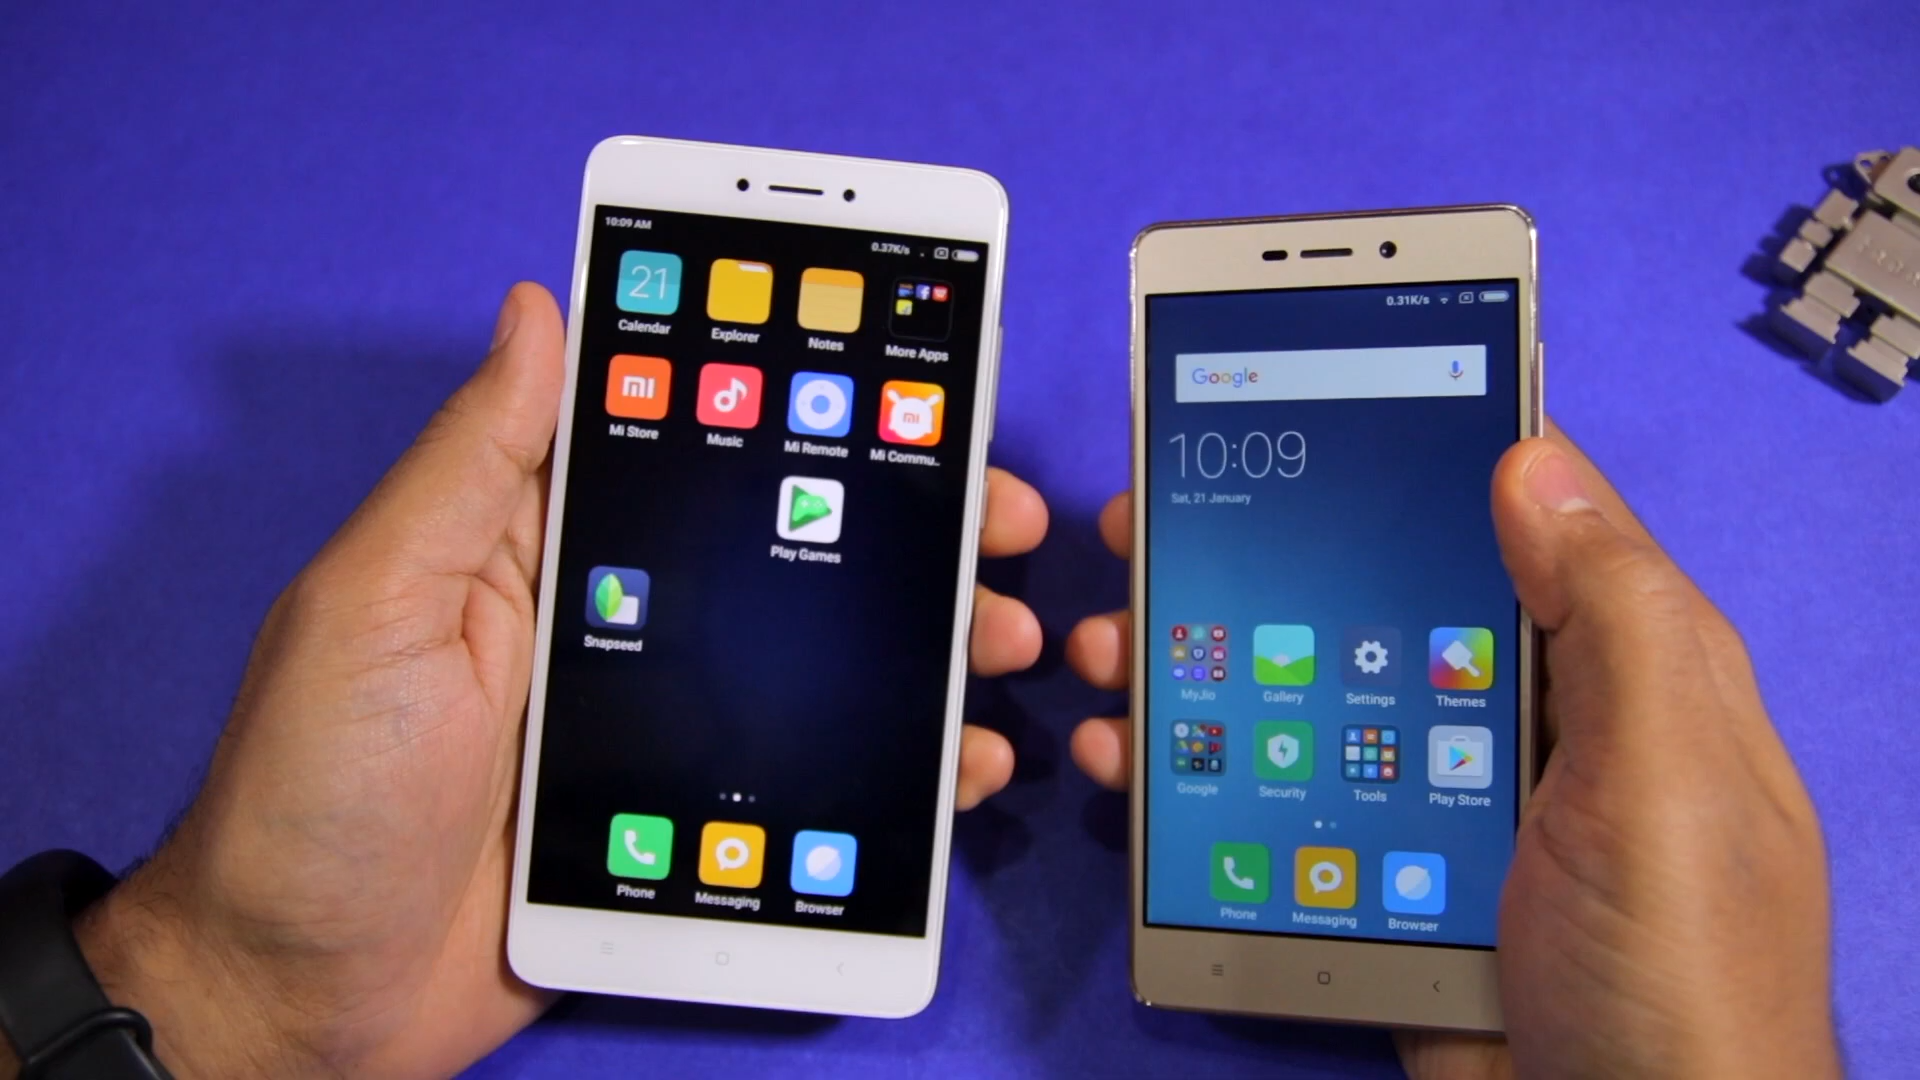 10:09 AM
0.37K/s
21
Calendar
Explorer
Notes
More Apps
mi
Mi Store
Music
Mi Remote
mi
Mi Commu..
Play Games
Snapseed
Phone
Messaging
Browser
0.31K/s
Google
10:09
Sat, 21 January
MyJio
Gallery
Settings
Themes
Google
Security
Tools
Play Store
Phone
Messaging
Browser